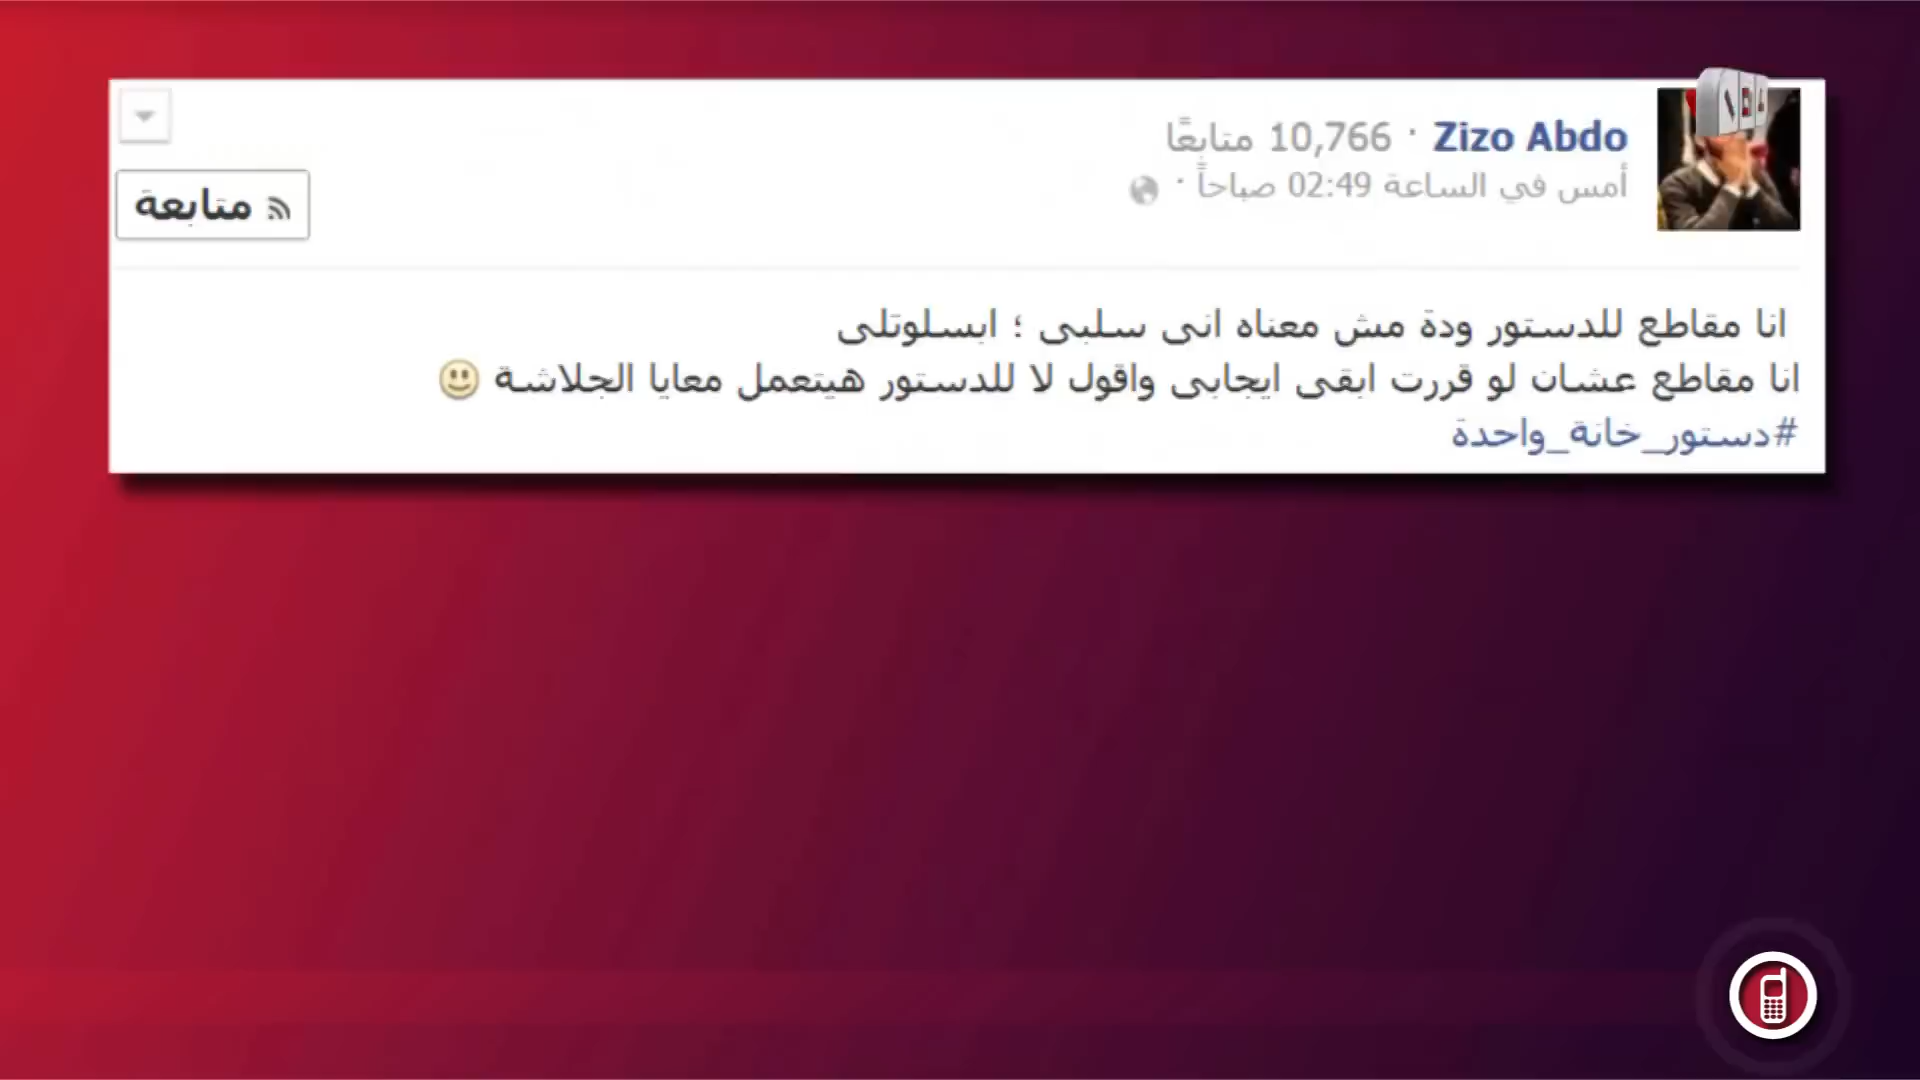 Zizo Abdo · 10,766 متابعًا
أمس في الساعة 02:49 صباحاً ·
متابعة
انا مقاطع للدستور ودة مش معناه انى سلبى ؛ ابسلوتلى
انا مقاطع عشان لو قررت ابقى ايجابى واقول لا للدستور هيتعمل معايا الجلاشة
#دستور_خانة_واحدة